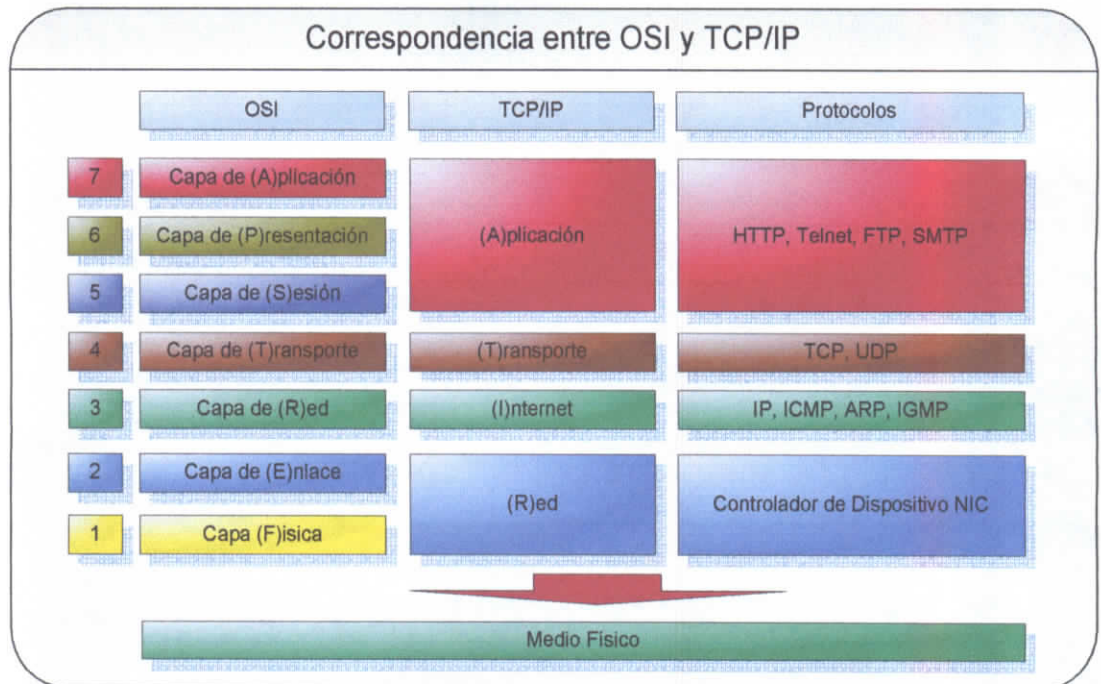 Correspondencia entre OSI y TCP/IP
OSI TCP/IP Protocolos
7 Capa de (A)plicación
6 Capa de (P)resentación (A)plicación HTTP, Telnet, FTP, SMTP
5 Capa de (S)esión
4 Capa de (T)ransporte (T)ransporte TCP, UDP
3 Capa de (R)ed (I)nternet IP, ICMP, ARP, IGMP
2 Capa de (E)nlace
(R)ed Controlador de Dispositivo NIC
1 Capa (F)isica
Medio Físico